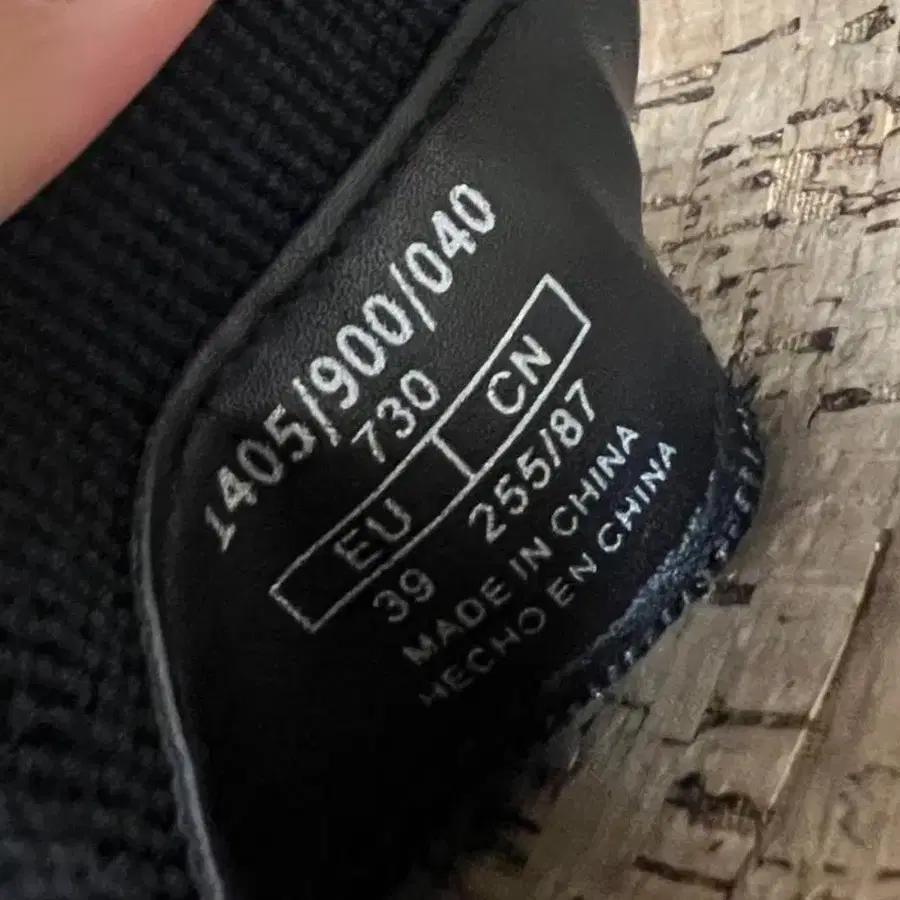 1405/900/040
730
EU CN
39 255/87
MADE IN CHINA
HECHO EN CHINA